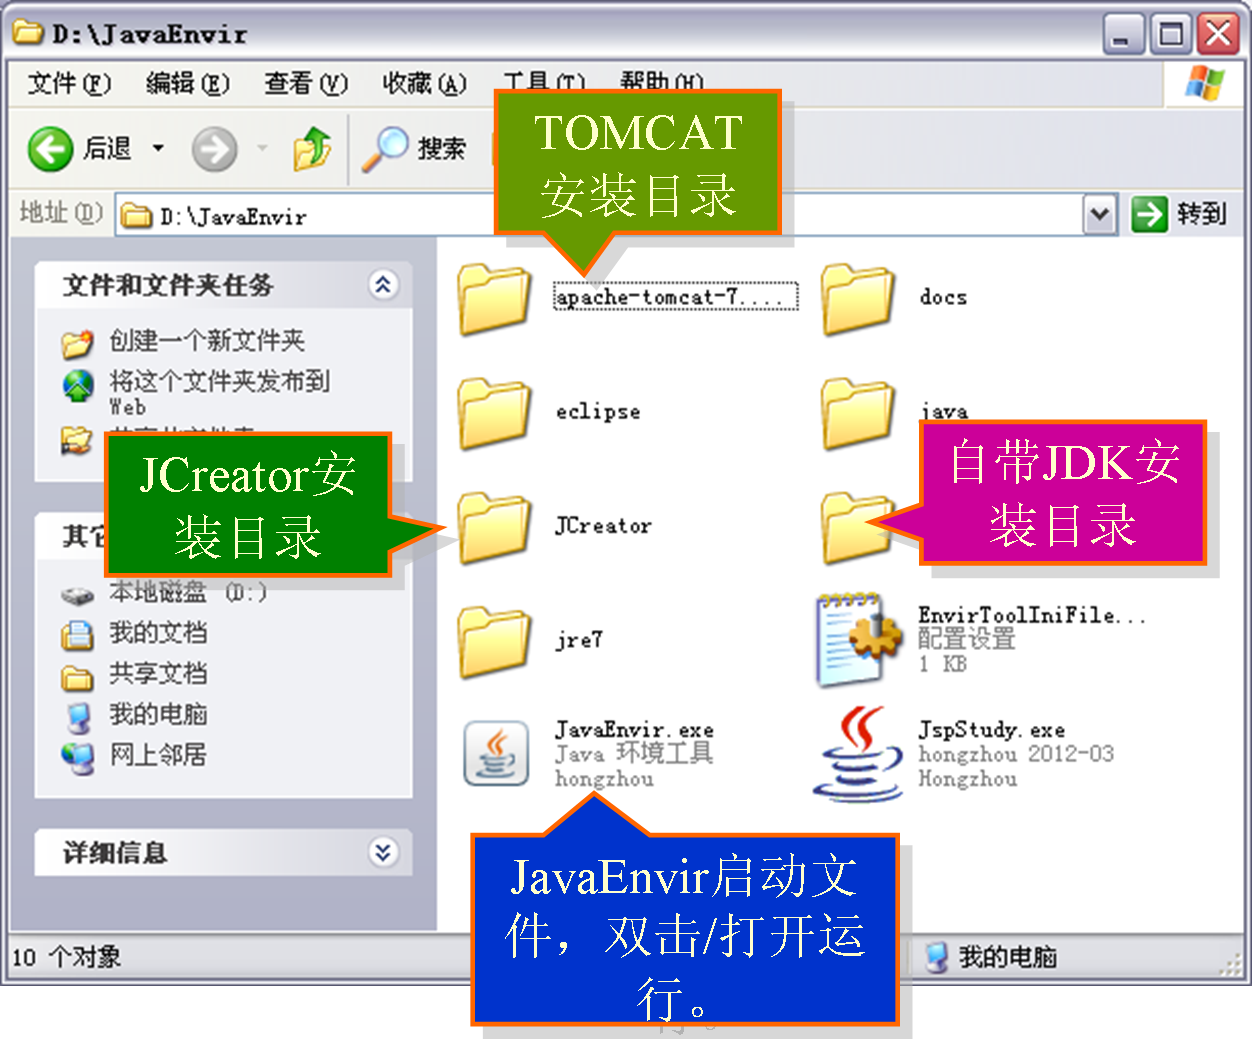 D:\JavaEnvir
文件(F) 编辑(E) 查看(V) 收藏(A) 工具(T) 帮助(H)
后退 搜索
TOMCAT
安装目录
地址(D) D:\JavaEnvir 转到
文件和文件夹任务
创建一个新文件夹
将这个文件夹发布到
Web
JCreator安
装目录
本地磁盘 (D:)
我的文档
共享文档
我的电脑
网上邻居
详细信息
apache-tomcat-7.... docs
eclipse java
JCreator
自带JDK安
装目录
jre7
EnvirToolIniFile...
配置设置
1 KB
JavaEnvir.exe
Java 环境工具
hongzhou
JspStudy.exe
hongzhou 2012-03
Hongzhou
JavaEnvir启动文
件，双击/打开运
行。
10 个对象 我的电脑